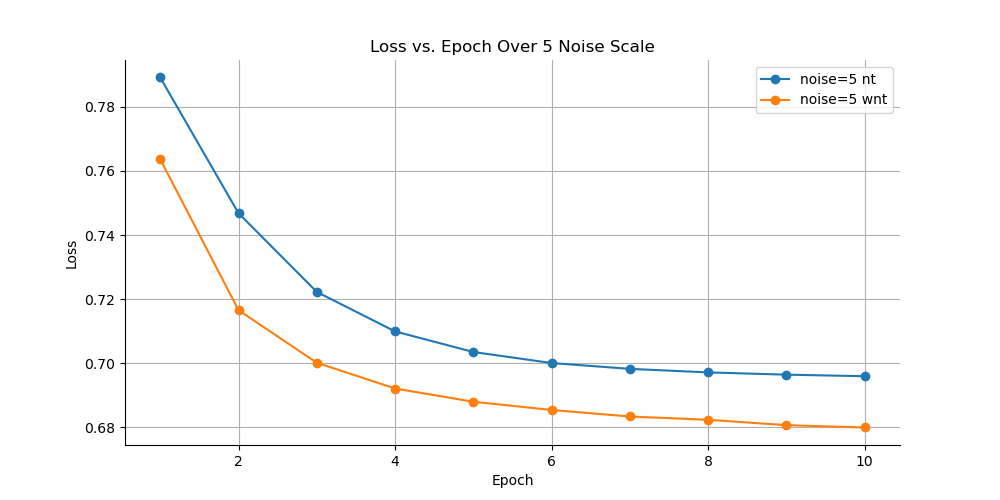 Loss vs. Epoch Over 5 Noise Scale
noise=5 nt
noise=5 wnt
0.78
0.76
0.74
0.72
0.70
0.68
Loss
2 4 6 8 10
Epoch